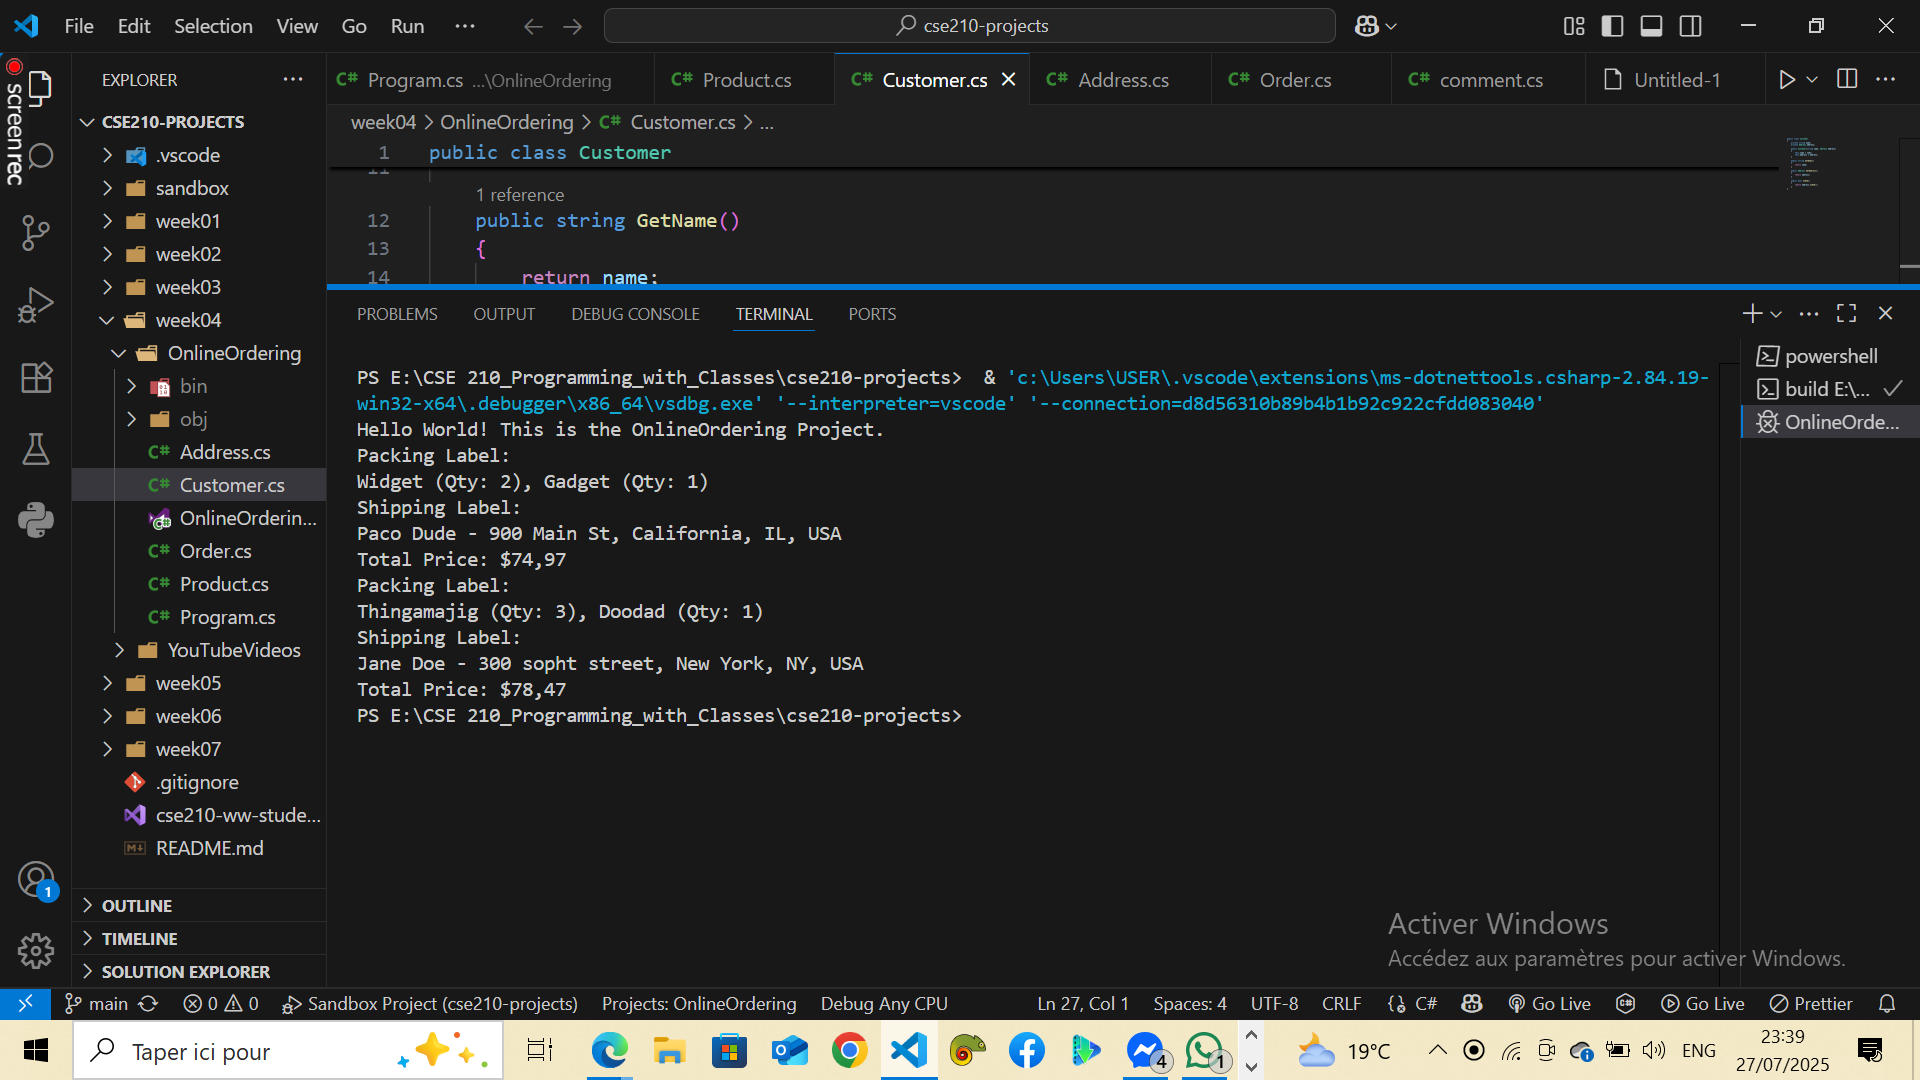 File Edit Selection View Go Run ...
cse210-projects
screen rec
EXPLORER
Program.cs ...\OnlineOrdering
Product.cs
Customer.cs
Address.cs
Order.cs
comment.cs
Untitled-1
CSE210-PROJECTS
.vscode
sandbox
week01
week02
week03
week04
OnlineOrdering
bin
obj
Address.cs
Customer.cs
OnlineOrderin...
Order.cs
Product.cs
Program.cs
YouTubeVideos
week05
week06
week07
.gitignore
cse210-ww-stude...
README.md
OUTLINE
TIMELINE
SOLUTION EXPLORER
1
week04 > OnlineOrdering > Customer.cs > ...
1 public class Customer
11
1 reference
12 public string GetName()
13 {
14 return name;
PROBLEMS OUTPUT DEBUG CONSOLE TERMINAL PORTS
PS E:\CSE 210_Programming_with_Classes\cse210-projects>  & 'c:\Users\USER\.vscode\extensions\ms-dotnettools.csharp-2.84.19-
win32-x64\.debugger\x86_64\vsdbg.exe' '--interpreter=vscode' '--connection=d8d56310b89b4b1b92c922cfdd083040'
Hello World! This is the OnlineOrdering Project.
Packing Label:
Widget (Qty: 2), Gadget (Qty: 1)
Shipping Label:
Paco Dude - 900 Main St, California, IL, USA
Total Price: $74,97
Packing Label:
Thingamajig (Qty: 3), Doodad (Qty: 1)
Shipping Label:
Jane Doe - 300 sopht street, New York, NY, USA
Total Price: $78,47
PS E:\CSE 210_Programming_with_Classes\cse210-projects>
powershell
build E:\...
OnlineOrde...
Activer Windows
Accédez aux paramètres pour activer Windows.
main 0 0 Sandbox Project (cse210-projects) Projects: OnlineOrdering Debug Any CPU Ln 27, Col 1 Spaces: 4 UTF-8 CRLF C# Go Live Go Live Prettier
Taper ici pour
4
1
19°C
ENG
23:39
27/07/2025